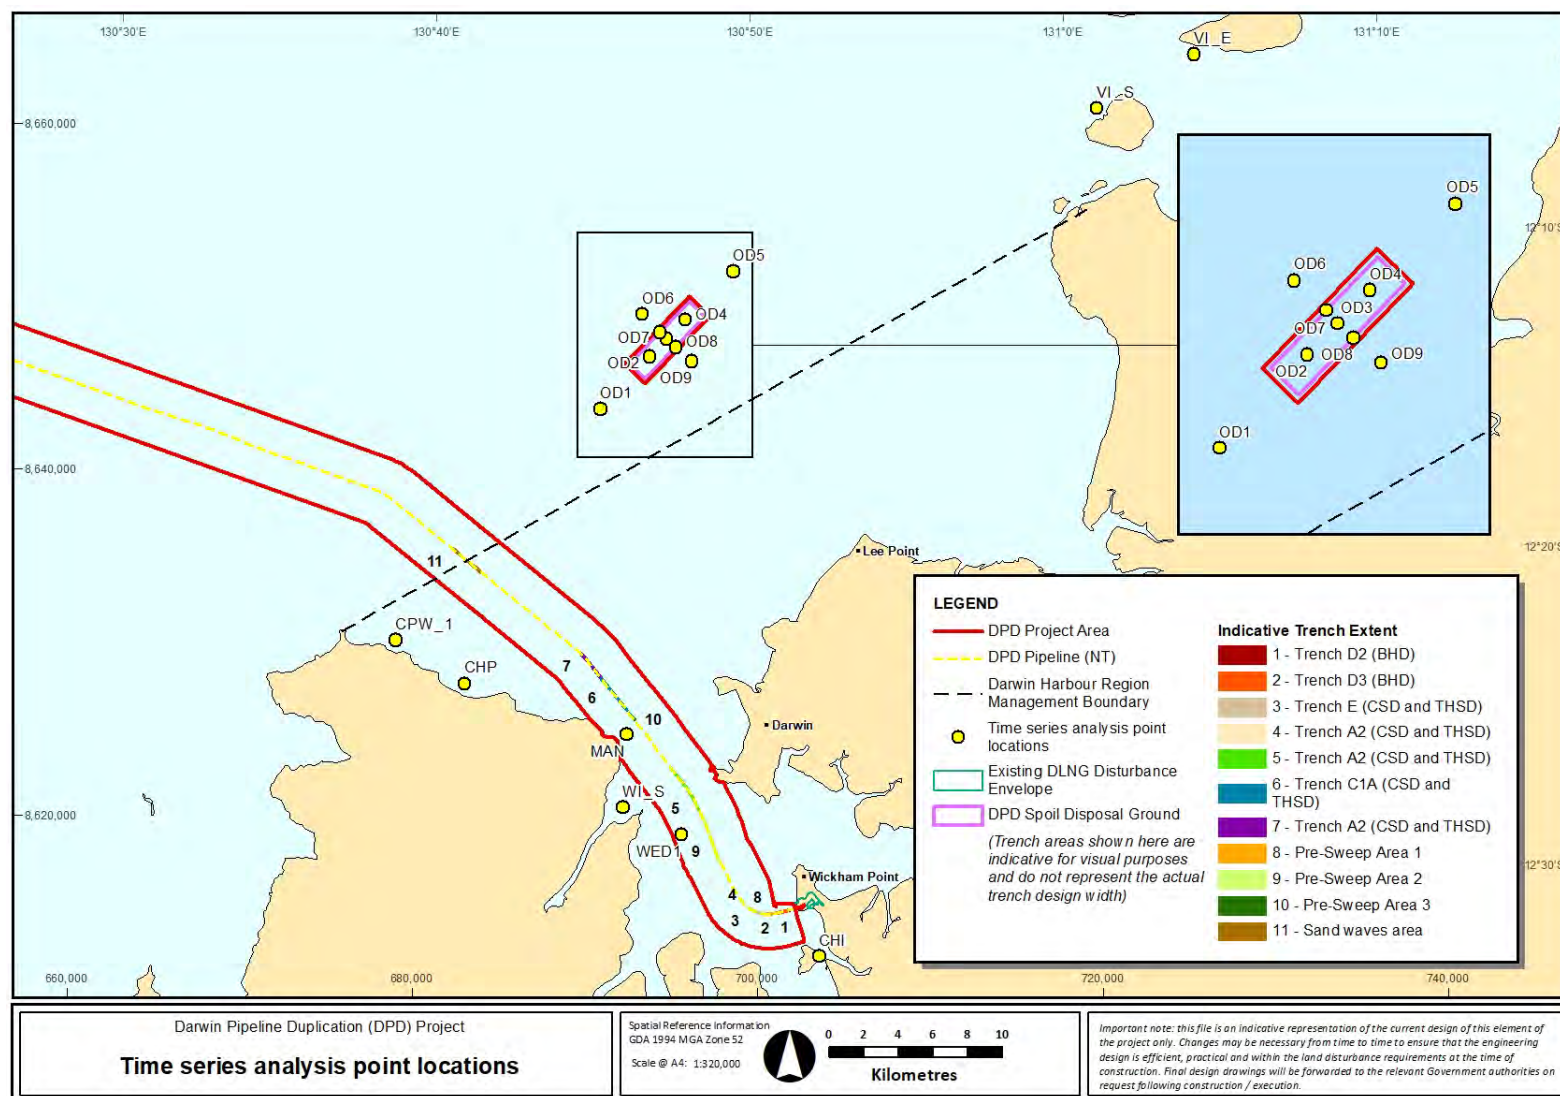 130°30'E
130°40'E
130°50'E
131°0'E
131°10'E
VI_E
VI_S
8,660,000
OD5
OD6
OD4
OD7
OD8
OD2
OD9
OD1
OD5
OD6
OD4
OD3
OD7
OD8
OD9
OD2
OD1
12°10'S
8,640,000
12°20'S
Lee Point
11
CPW_1
CHP
7
6
10
MAN
Darwin
WI_S
5
WED1
9
8,620,000
12°30'S
Wickham Point
4
8
3
2
1
CHI
660,000
680,000
700,000
720,000
740,000
LEGEND
DPD Project Area
DPD Pipeline (NT)
Darwin Harbour Region
Management Boundary
Time series analysis point
locations
Existing DLNG Disturbance
Envelope
DPD Spoil Disposal Ground
(Trench areas shown here are
indicative for visual purposes
and do not represent the actual
trench design width)
Indicative Trench Extent
1 - Trench D2 (BHD)
2 - Trench D3 (BHD)
3 - Trench E (CSD and THSD)
4 - Trench A2 (CSD and THSD)
5 - Trench A2 (CSD and THSD)
6 - Trench C1A (CSD and
THSD)
7 - Trench A2 (CSD and THSD)
8 - Pre-Sweep Area 1
9 - Pre-Sweep Area 2
10 - Pre-Sweep Area 3
11 - Sand waves area
Darwin Pipeline Duplication (DPD) Project
Time series analysis point locations
Spatial Reference Information
GDA 1994 MGA Zone 52
Scale @ A4: 1:320,000
0 2 4 6 8 10
Kilometres
Important note: this file is an indicative representation of the current design of this element of
the project only. Changes may be necessary from time to time to ensure that the engineering
design is efficient, practical and within the land disturbance requirements at the time of
construction. Final design drawings will be forwarded to the relevant Government authorities on
request following construction / execution.